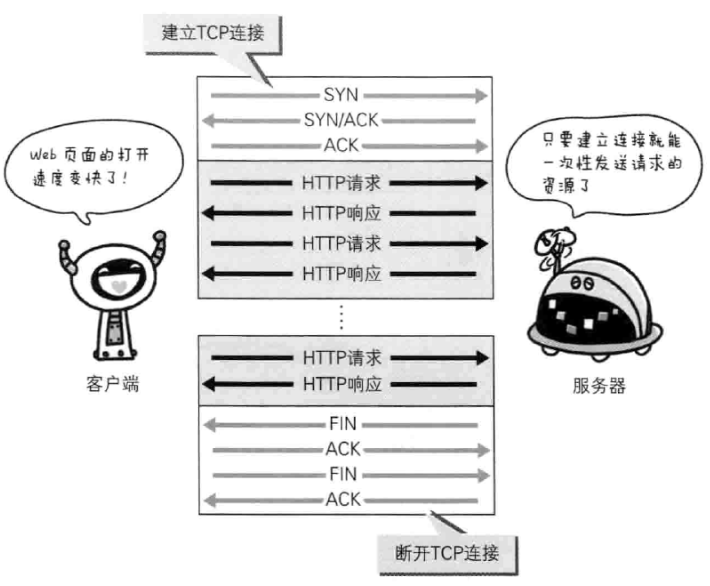 建立TCP连接
SYN
SYN/ACK
ACK
Web 页面的打开
速度变快了!
只要建立连接就能
一次性发送请求的
资源了
HTTP请求
HTTP响应
HTTP请求
HTTP响应
HTTP请求
HTTP响应
客户端
服务器
FIN
ACK
FIN
ACK
断开TCP连接